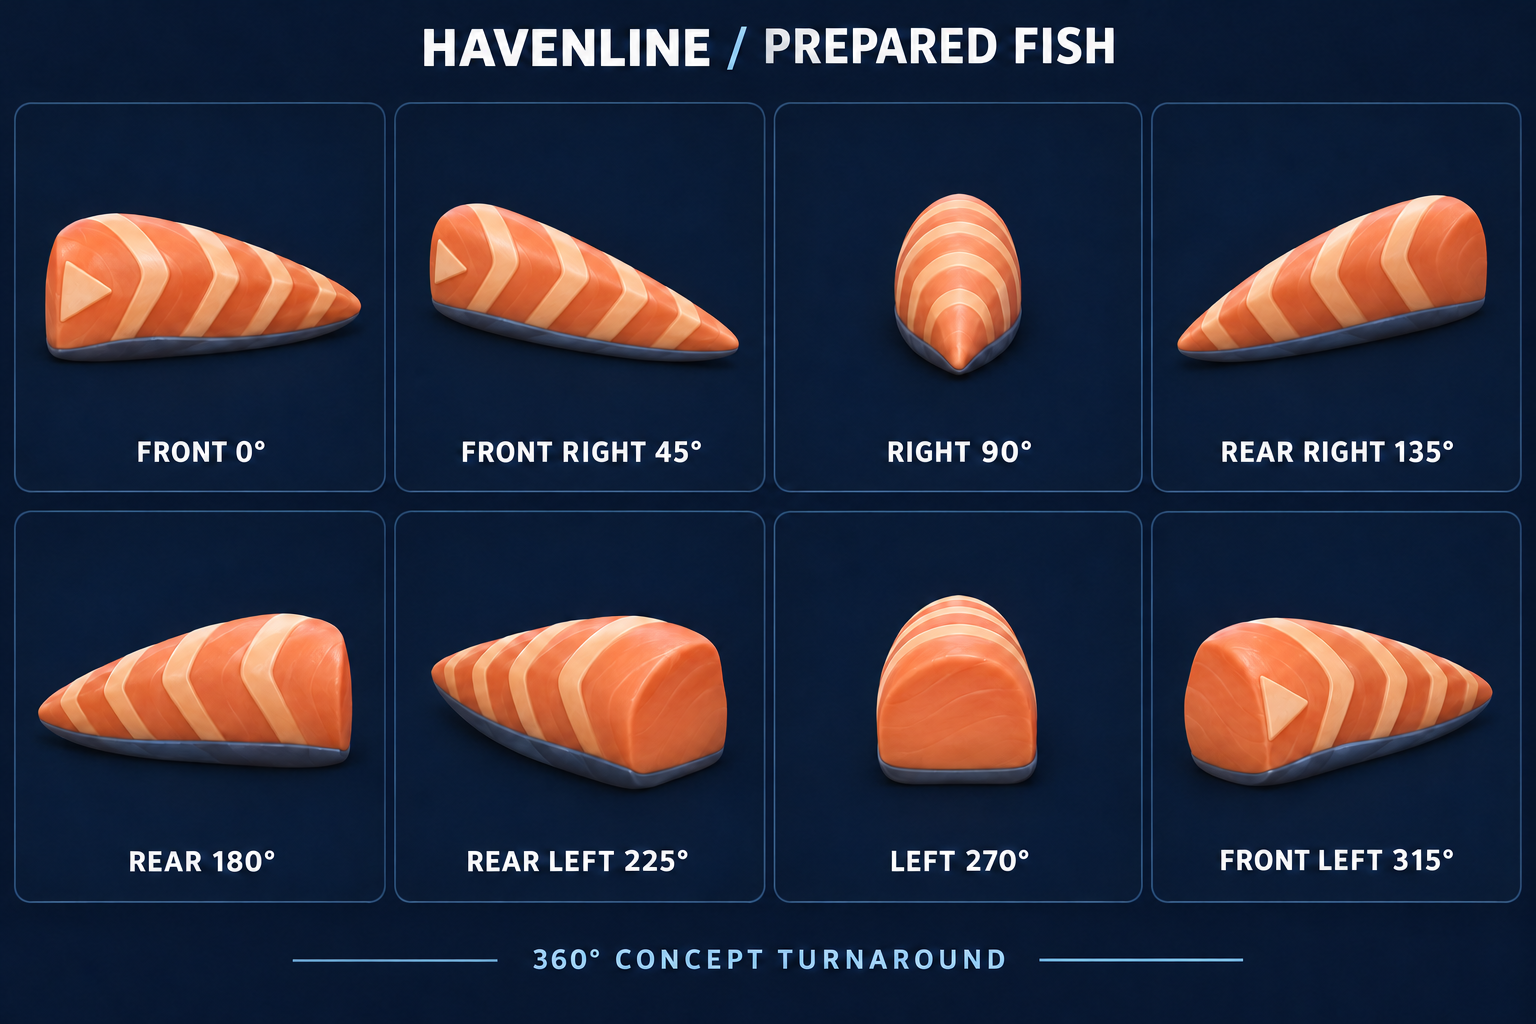 HAVENLINE / PREPARED FISH
FRONT 0°
FRONT RIGHT 45°
RIGHT 90°
REAR RIGHT 135°
REAR 180°
REAR LEFT 225°
LEFT 270°
FRONT LEFT 315°
360° CONCEPT TURNAROUND